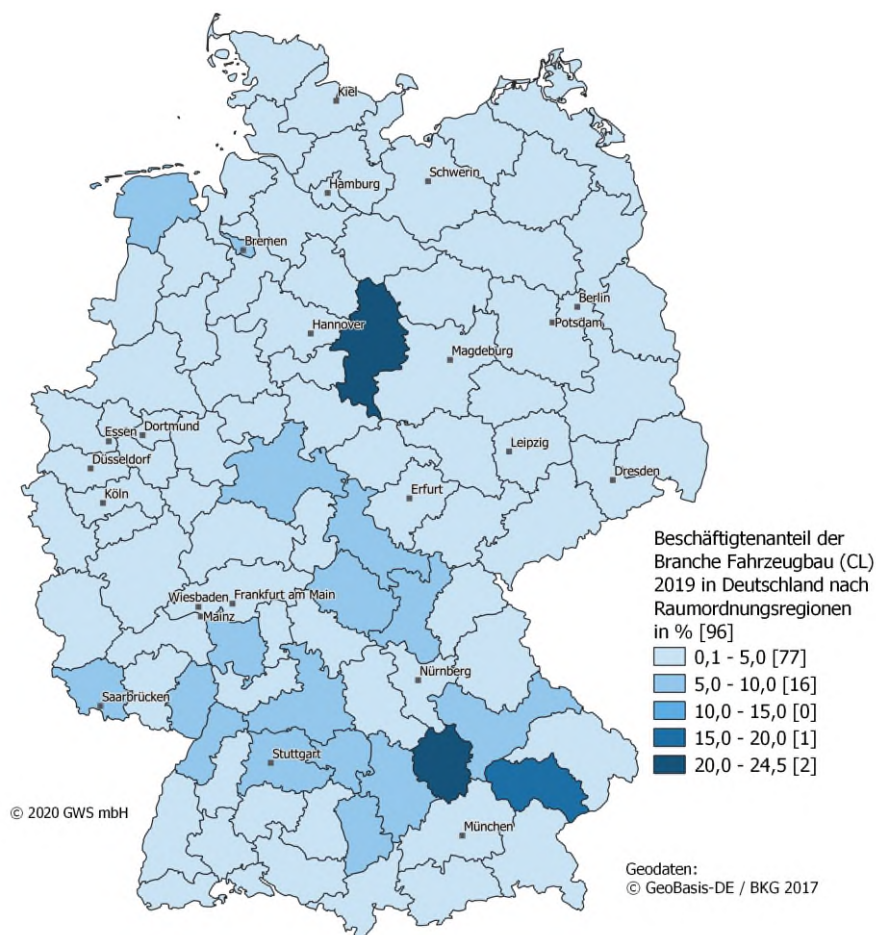 Kiel
Hamburg
Schwerin
Bremen
Berlin
Potsdam
Hannover
Magdeburg
Essen
Dortmund
Düsseldorf
Leipzig
Dresden
Köln
Erfurt
Wiesbaden
Frankfurt am Main
Mainz
Nürnberg
Saarbrücken
Stuttgart
München
Beschäftigtenanteil der
Branche Fahrzeugbau (CL)
2019 in Deutschland nach
Raumordnungsregionen
in % [96]
0,1 - 5,0 [77]
5,0 - 10,0 [16]
10,0 - 15,0 [0]
15,0 - 20,0 [1]
20,0 - 24,5 [2]
© 2020 GWS mbH
Geodaten:
© GeoBasis-DE / BKG 2017